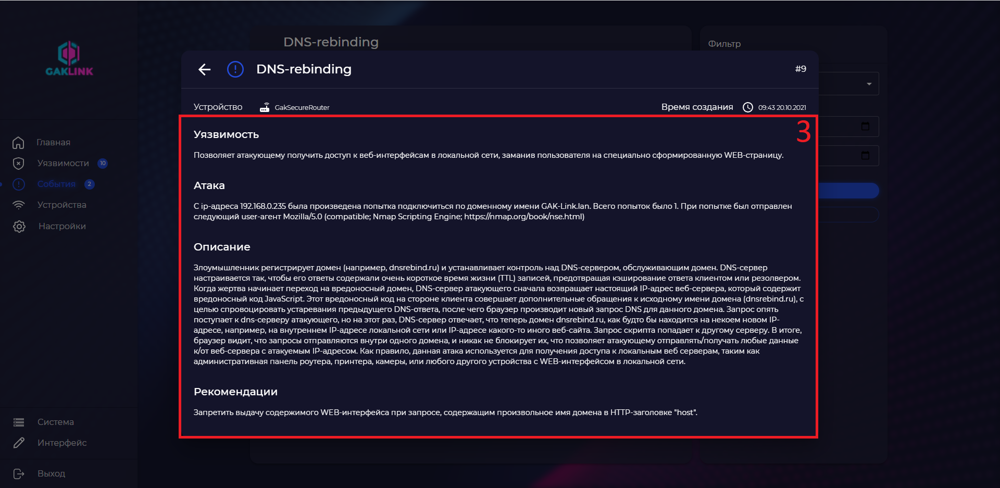 GAKLINK
Главная
Уязвимости 10
События 2
Устройства
Настройки
Система
Интерфейс
Выход
DNS-rebinding
Фильтр
DNS-rebinding
#9
Устройство GakSecureRouter
Время создания 09:43 20.10.2021
3
Уязвимость
Позволяет атакующему получить доступ к веб-интерфейсам в локальной сети, заманив пользователя на специально сформированную WEB-страницу.
Атака
С ip-адреса 192.168.0.235 была произведена попытка подключиться по доменному имени GAK-Link.lan. Всего попыток было 1. При попытке был отправлен
следующий user-агент Mozilla/5.0 (compatible; Nmap Scripting Engine; https://nmap.org/book/nse.html)
Описание
Злоумышленник регистрирует домен (например, dnsrebind.ru) и устанавливает контроль над DNS-сервером, обслуживающим домен. DNS-сервер
настраивается так, чтобы его ответы содержали очень короткое время жизни (TTL) записей, предотвращая кэширование ответа клиентом или резолвером.
Когда жертва начинает переход на вредоносный домен, DNS-сервер атакующего сначала возвращает настоящий IP-адрес веб-сервера, который содержит
вредоносный код JavaScript. Этот вредоносный код на стороне клиента совершает дополнительные обращения к исходному имени домена (dnsrebind.ru), с
целью спровоцировать устаревания предыдущего DNS-ответа, после чего браузер производит новый запрос DNS для данного домена. Запрос опять
поступает к dns-серверу атакующего, но на этот раз, DNS-сервер отвечает, что теперь домен dnsrebind.ru, как будто бы находится на некоем новом IP-
адресе, например, на внутреннем IP-адресе локальной сети или IP-адресе какого-то иного веб-сайта. Запрос скрипта попадает к другому серверу. В итоге,
браузер видит, что запросы отправляются внутри одного домена, и никак не блокирует их, что позволяет атакующему отправлять/получать любые данные
к/от веб-сервера с атакуемым IP-адресом. Как правило, данная атака используется для получения доступа к локальным веб серверам, таким как
административная панель роутера, принтера, камеры, или любого другого устройства с WEB-интерфейсом в локальной сети.
Рекомендации
Запретить выдачу содержимого WEB-интерфейса при запросе, содержащим произвольное имя домена в HTTP-заголовке "host".